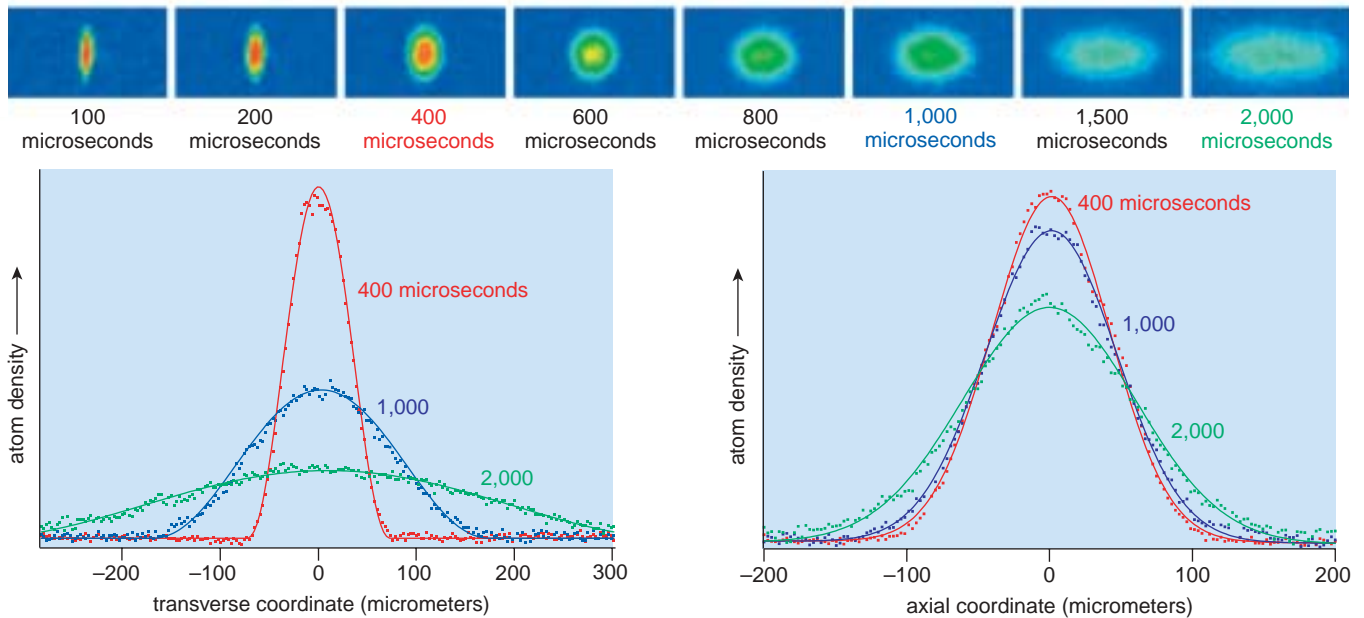 100
microseconds
200
microseconds
400
microseconds
600
microseconds
800
microseconds
1,000
microseconds
1,500
microseconds
2,000
microseconds
atom density
400 microseconds
1,000
2,000
–200
–100
0
100
200
300
transverse coordinate (micrometers)
atom density
400 microseconds
1,000
2,000
–200
–100
0
100
200
axial coordinate (micrometers)